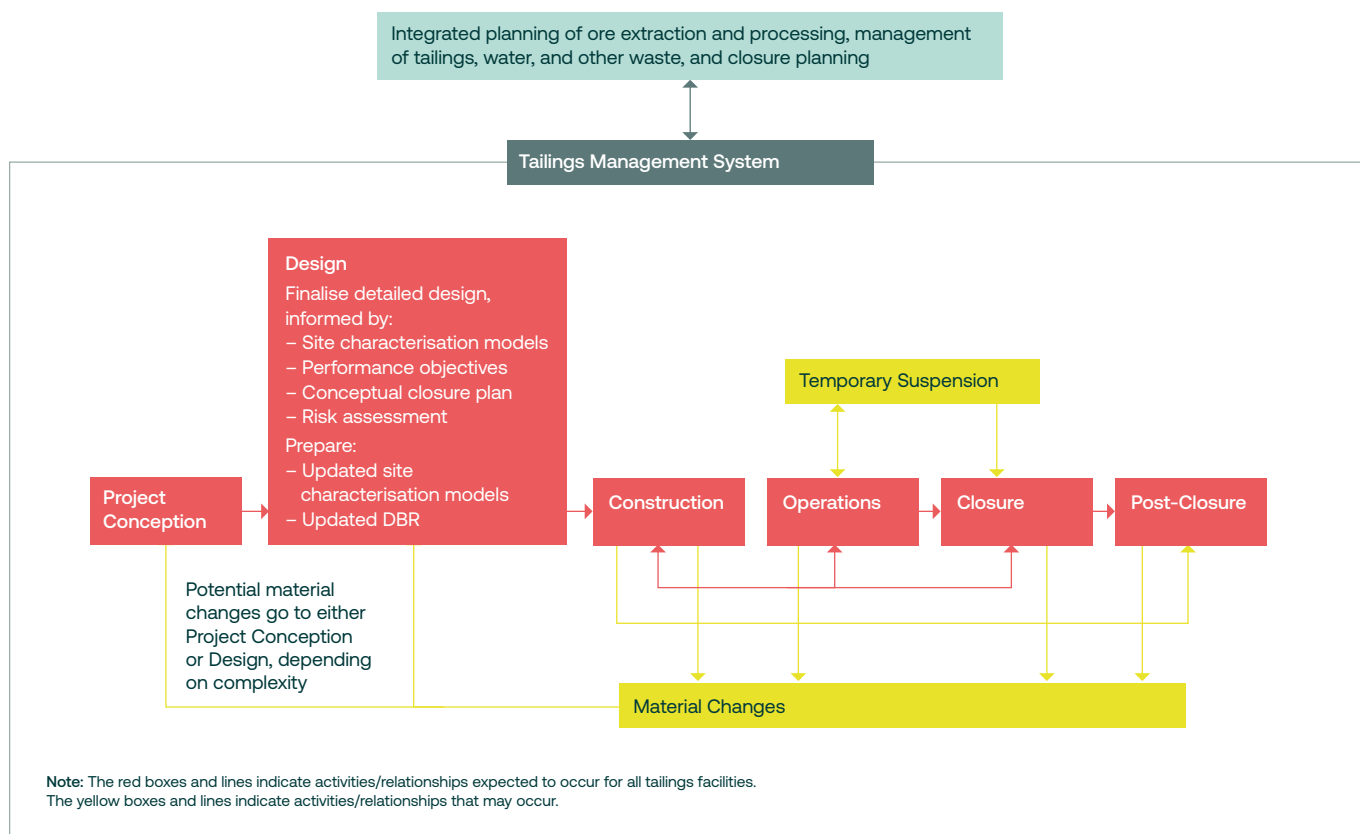 Integrated planning of ore extraction and processing, management
of tailings, water, and other waste, and closure planning
Tailings Management System
Design
Finalise detailed design,
informed by:
– Site characterisation models
– Performance objectives
– Conceptual closure plan
– Risk assessment
Prepare:
– Updated site
characterisation models
– Updated DBR
Temporary Suspension
Project
Conception
Construction
Operations
Closure
Post-Closure
Potential material
changes go to either
Project Conception
or Design, depending
on complexity
Material Changes
Note: The red boxes and lines indicate activities/relationships expected to occur for all tailings facilities.
The yellow boxes and lines indicate activities/relationships that may occur.